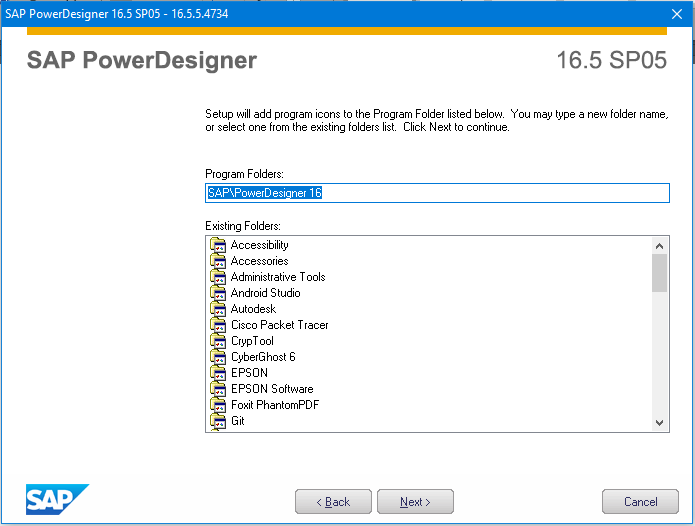 SAP PowerDesigner 16.5 SP05 - 16.5.5.4734
SAP PowerDesigner
16.5 SP05
Setup will add program icons to the Program Folder listed below. You may type a new folder name,
or select one from the existing folders list. Click Next to continue.
Program Folders:
SAP\PowerDesigner 16
Existing Folders:
Accessibility
Accessories
Administrative Tools
Android Studio
Autodesk
Cisco Packet Tracer
CrypTool
CyberGhost 6
EPSON
EPSON Software
Foxit PhantomPDF
Git
SAP
< Back
Next >
Cancel